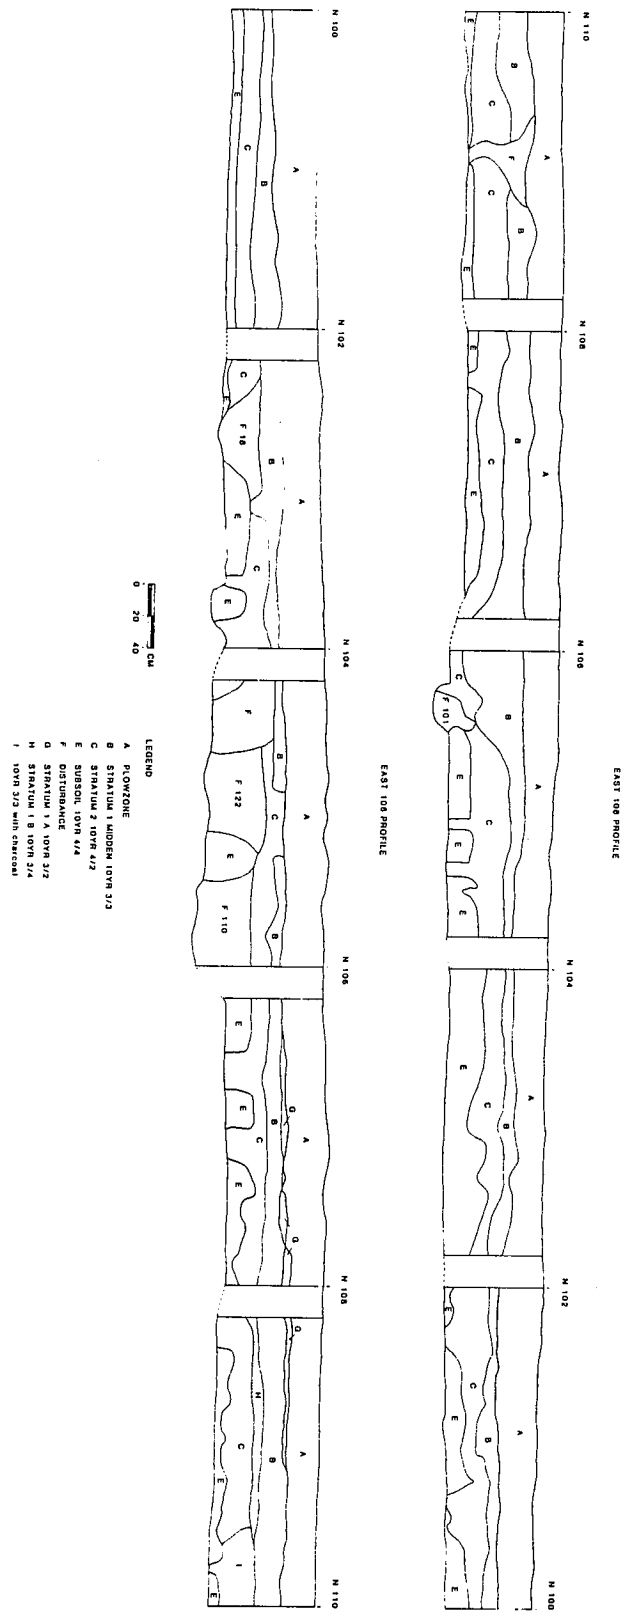 N 110
N 108
N 106
N 104
N 102
N 100
E
B
C
A
F
C
B
E
E
A
B
C
E
C
F 101
A
B
C
E
E
E
A
B
C
E
E
A
B
C
E
E
EAST 108 PROFILE
N 100
N 102
N 104
N 106
N 108
N 110
A
B
C
E
C
E
F 18
B
A
E
C
E
F
B
A
F 122
C
E
F 110
B
E
G
A
B
C
E
E
G
G
A
B
H
C
E
I
E
EAST 106 PROFILE
0 20 40
CM
LEGEND
A PLOWZONE
B STRATUM 1 MIDDEN 10YR 3/3
C STRATUM 2 10YR 4/2
E SUBSOIL 10YR 4/4
F DISTURBANCE
G STRATUM 1 A 10YR 3/2
H STRATUM 1 B 10YR 3/4
I 10YR 3/3 with charcoal